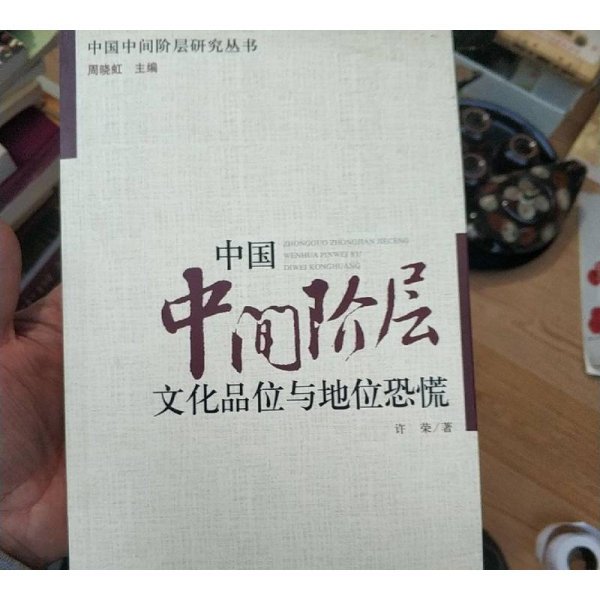 中国中间阶层研究丛书
周晓虹 主编
中国
ZHONGGUO ZHONGJIAN JIECENG
WENHUA PINWEI YU
DIWEI KONGHUANG
中间阶层
文化品位与地位恐慌
许 荣/著